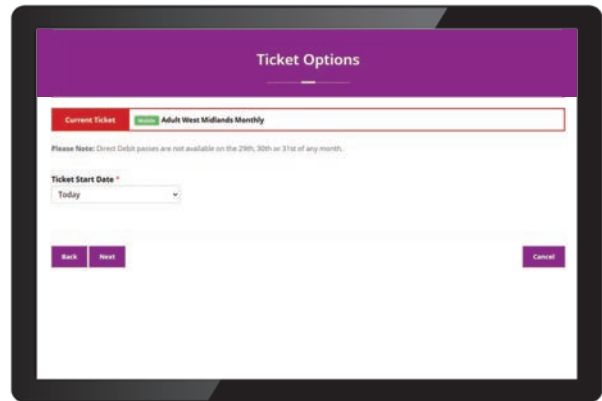 Ticket Options
Current Ticket Mobile Adult West Midlands Monthly
Please Note: Direct Debit passes are not available on the 29th, 30th or 31st of any month.
Ticket Start Date *
Today
Back Next Cancel